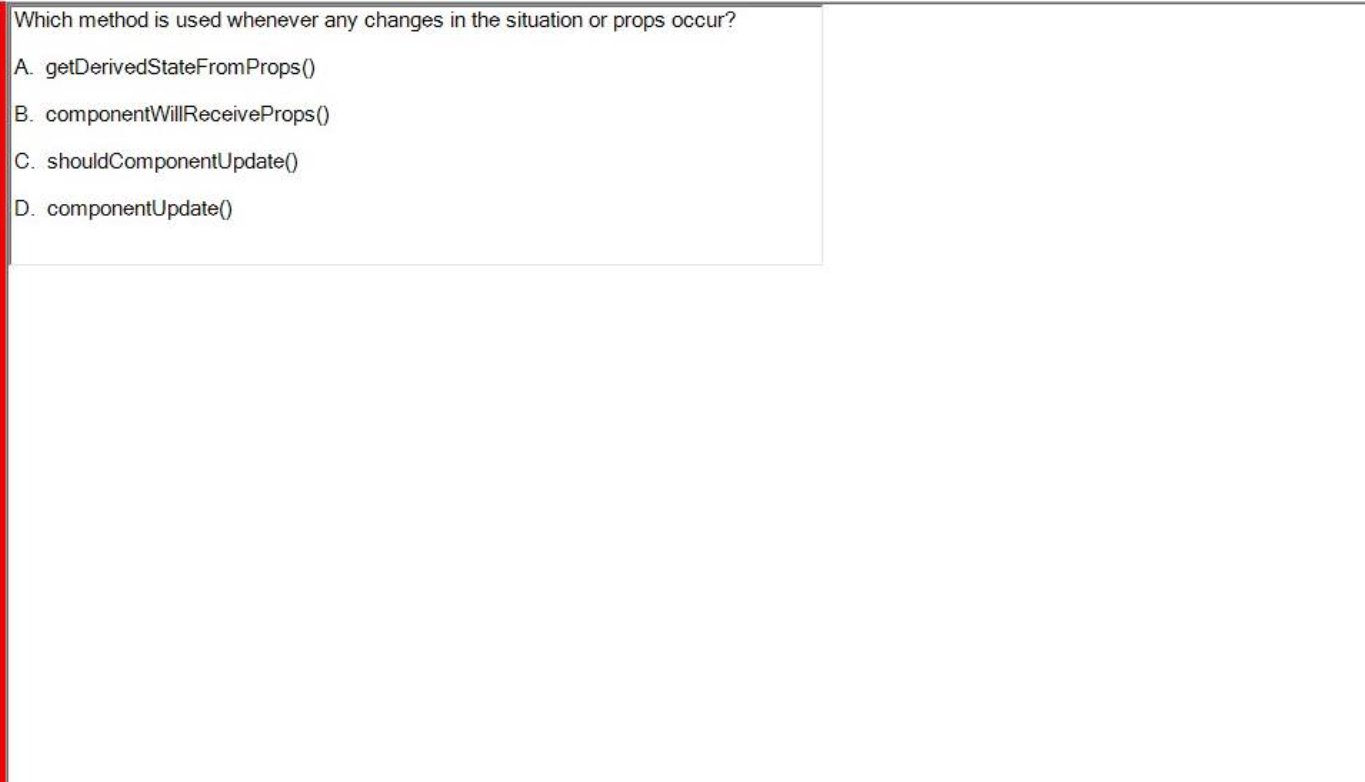 Which method is used whenever any changes in the situation or props occur?
A. getDerivedStateFromProps()
B. componentWillReceiveProps()
C. shouldComponentUpdate()
D. componentUpdate()